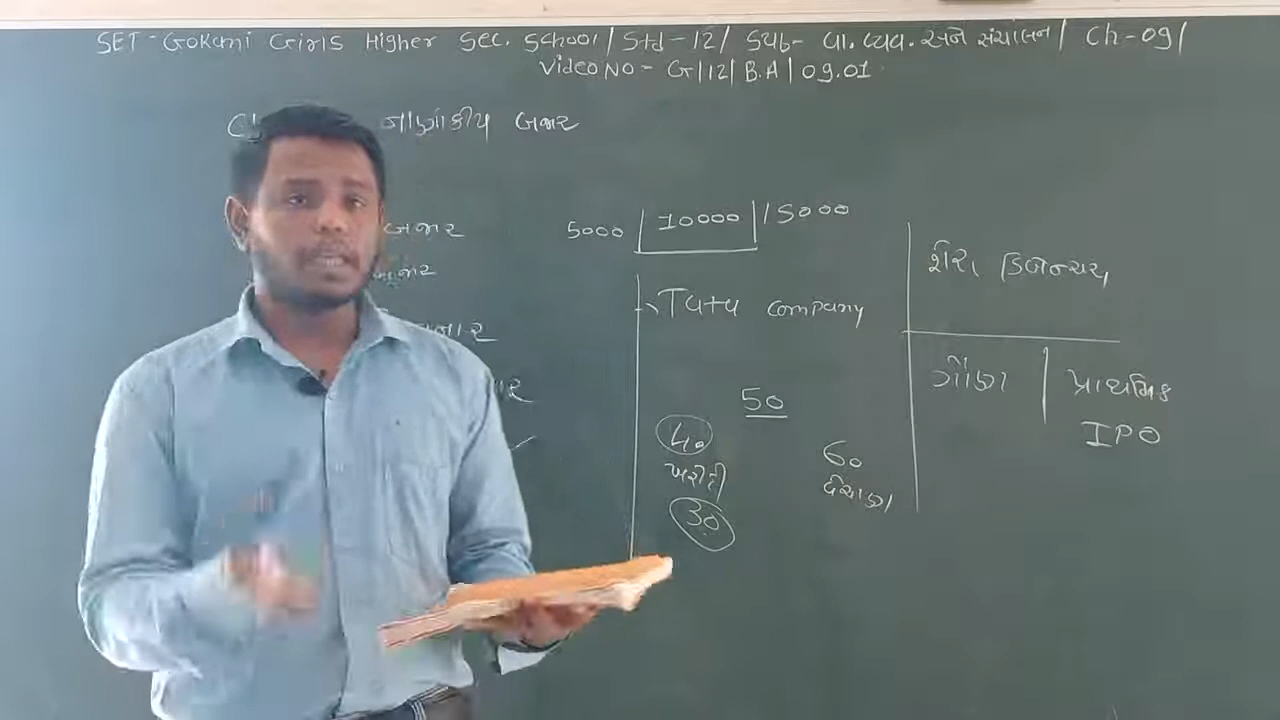 SET - Gokani Girls Higher Sec. School / Std - 12 / Sub - વા. વ્યવ. અને સંચાલન / Ch - 09 /
Video No = G / 12 / B.A / 09.01
નાણાકીય બજાર
બજાર
5000 | 10000 | 15000
શેર, ડિબેન્ચર
Tata company
ગૌણ | પ્રાથમિક
IPO
50
40 60
ખરીદી વેચાણ
30